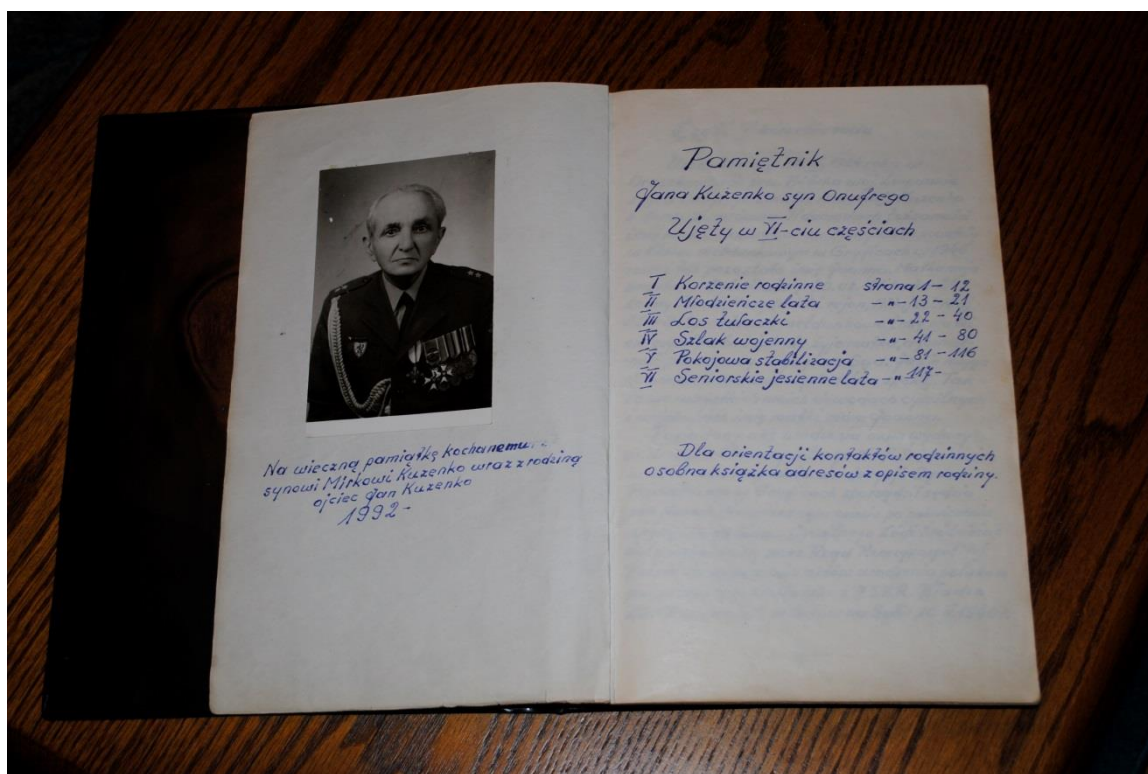 Na wieczną pamiątkę kochanemu
synowi Mirkowi Kuzenko wraz z rodziną
ojciec Jan Kuzenko
1992-
Pamiętnik
Jana Kuzenko syn Onufrego
Ujęty w VI-ciu częściach
I Korzenie rodzinne strona 1 - 12
II Młodzieńcze lata -"- 13 - 21
III Los tułaczki -"- 22 - 40
IV Szlak wojenny -"- 41 - 80
V Pokojowa stabilizacja -"- 81 - 116
VI Seniorskie jesienne lata -" 117-
Dla orientacji kontaktów rodzinnych
osobna książka adresów z opisem rodziny.